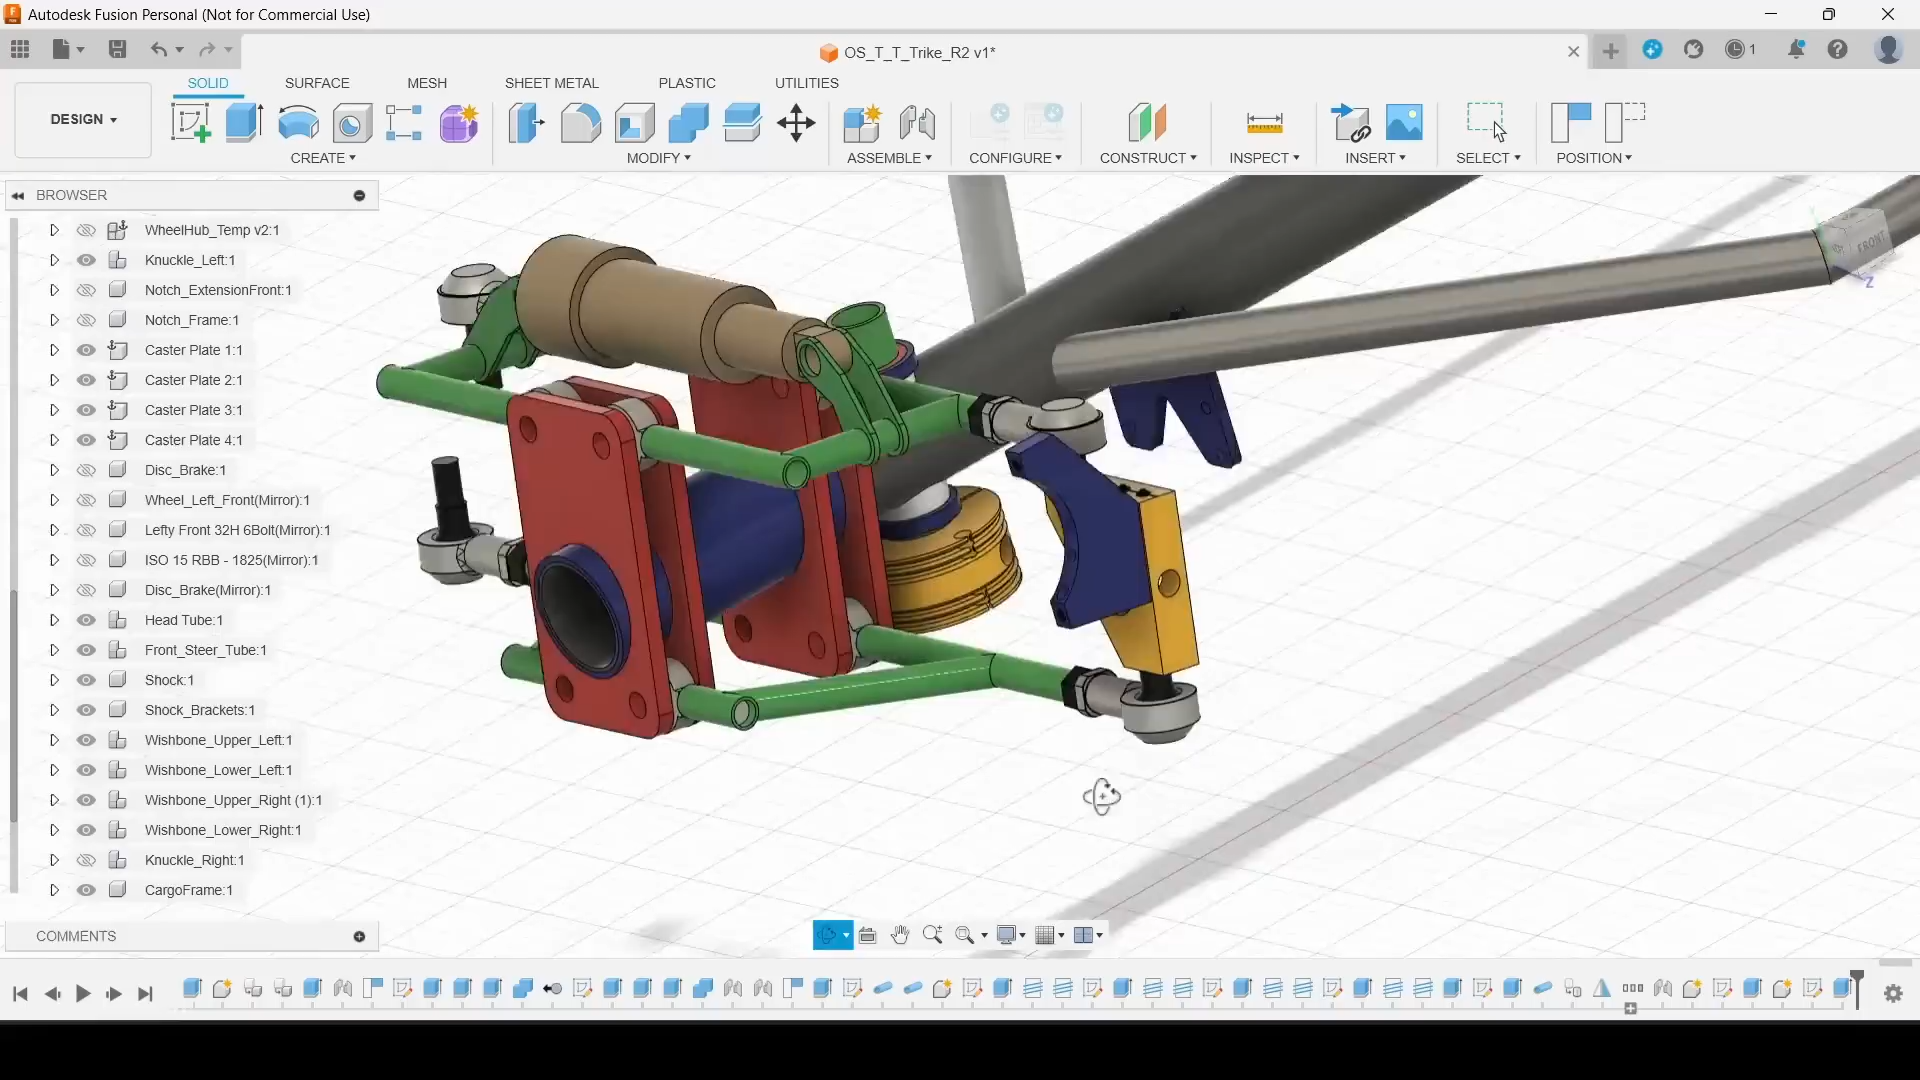 Autodesk Fusion Personal (Not for Commercial Use)
OS_T_T_Trike_R2 v1*
1
DESIGN
SOLID
SURFACE
MESH
SHEET METAL
PLASTIC
UTILITIES
CREATE
MODIFY
ASSEMBLE
CONFIGURE
CONSTRUCT
INSPECT
INSERT
SELECT
POSITION
BROWSER
WheelHub_Temp v2:1
Knuckle_Left:1
Notch_ExtensionFront:1
Notch_Frame:1
Caster Plate 1:1
Caster Plate 2:1
Caster Plate 3:1
Caster Plate 4:1
Disc_Brake:1
Wheel_Left_Front(Mirror):1
Lefty Front 32H 6Bolt(Mirror):1
ISO 15 RBB - 1825(Mirror):1
Disc_Brake(Mirror):1
Head Tube:1
Front_Steer_Tube:1
Shock:1
Shock_Brackets:1
Wishbone_Upper_Left:1
Wishbone_Lower_Left:1
Wishbone_Upper_Right (1):1
Wishbone_Lower_Right:1
Knuckle_Right:1
CargoFrame:1
FRONT
Z
COMMENTS